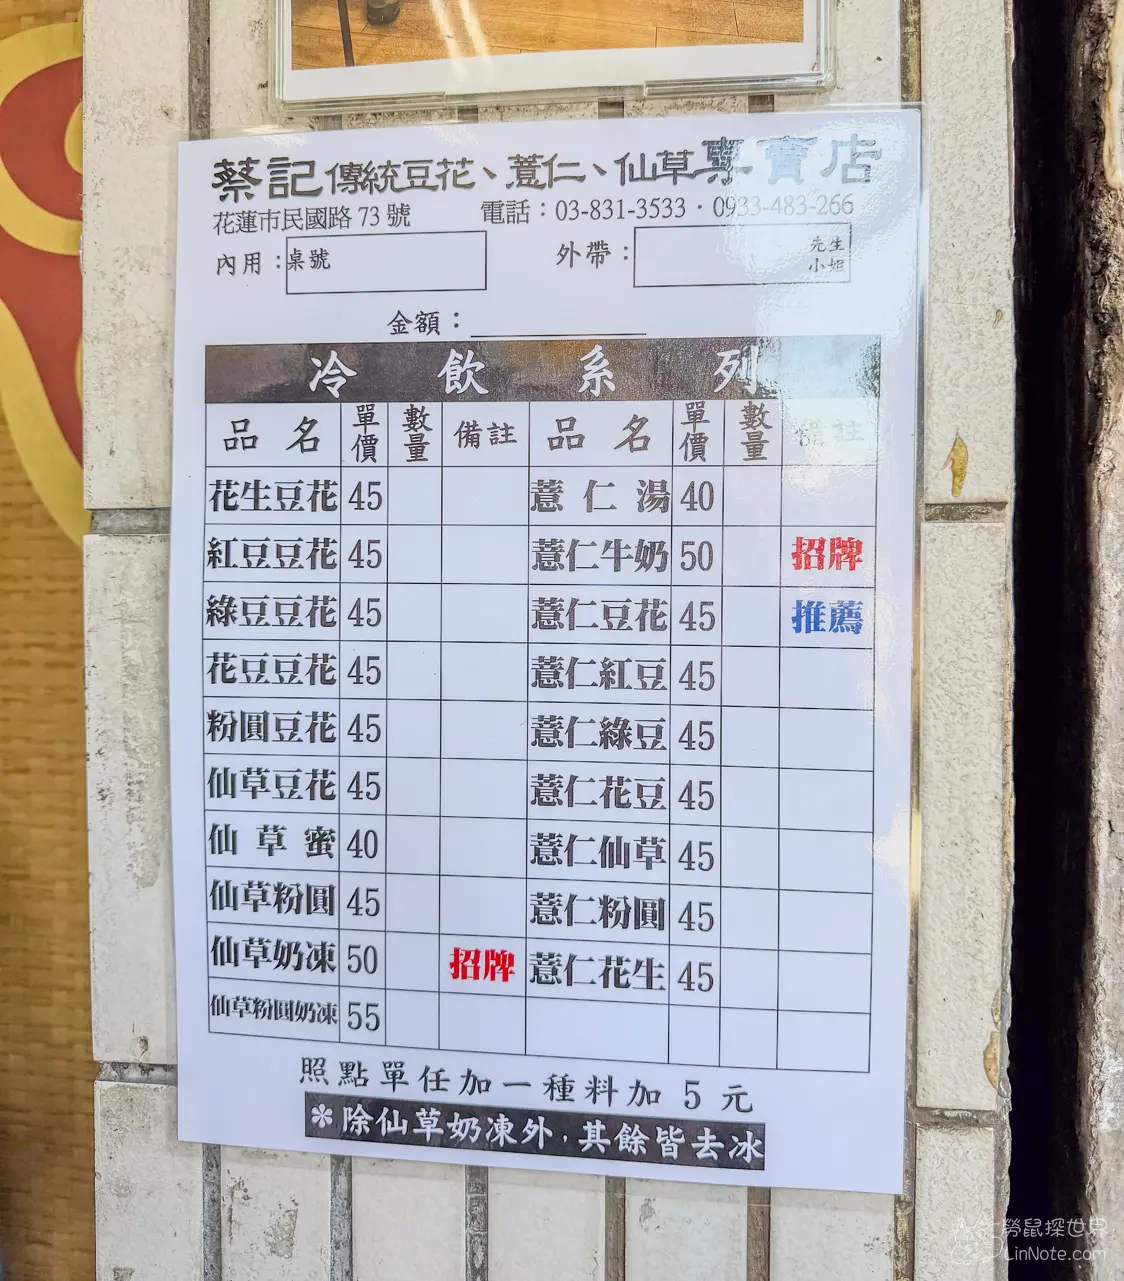 蔡記傳統豆花、薏仁、仙草專賣店
花蓮市民國路 73 號 電話：03-831-3533·0933-483-266
內用：桌號 外帶： 先生
小姐
金額：
冷飲系列
品名 單價 數量 備註 品名 單價 數量 備註
花生豆花 45 薏仁湯 40
紅豆豆花 45 薏仁牛奶 50 招牌
綠豆豆花 45 薏仁豆花 45 推薦
花豆豆花 45 薏仁紅豆 45
粉圓豆花 45 薏仁綠豆 45
仙草豆花 45 薏仁花豆 45
仙草蜜 40 薏仁仙草 45
仙草粉圓 45 薏仁粉圓 45
仙草奶凍 50 招牌 薏仁花生 45
仙草粉圓奶凍 55
照點單任加一種料加 5 元
＊除仙草奶凍外，其餘皆去冰
勞鼠探世界
LinNote.com